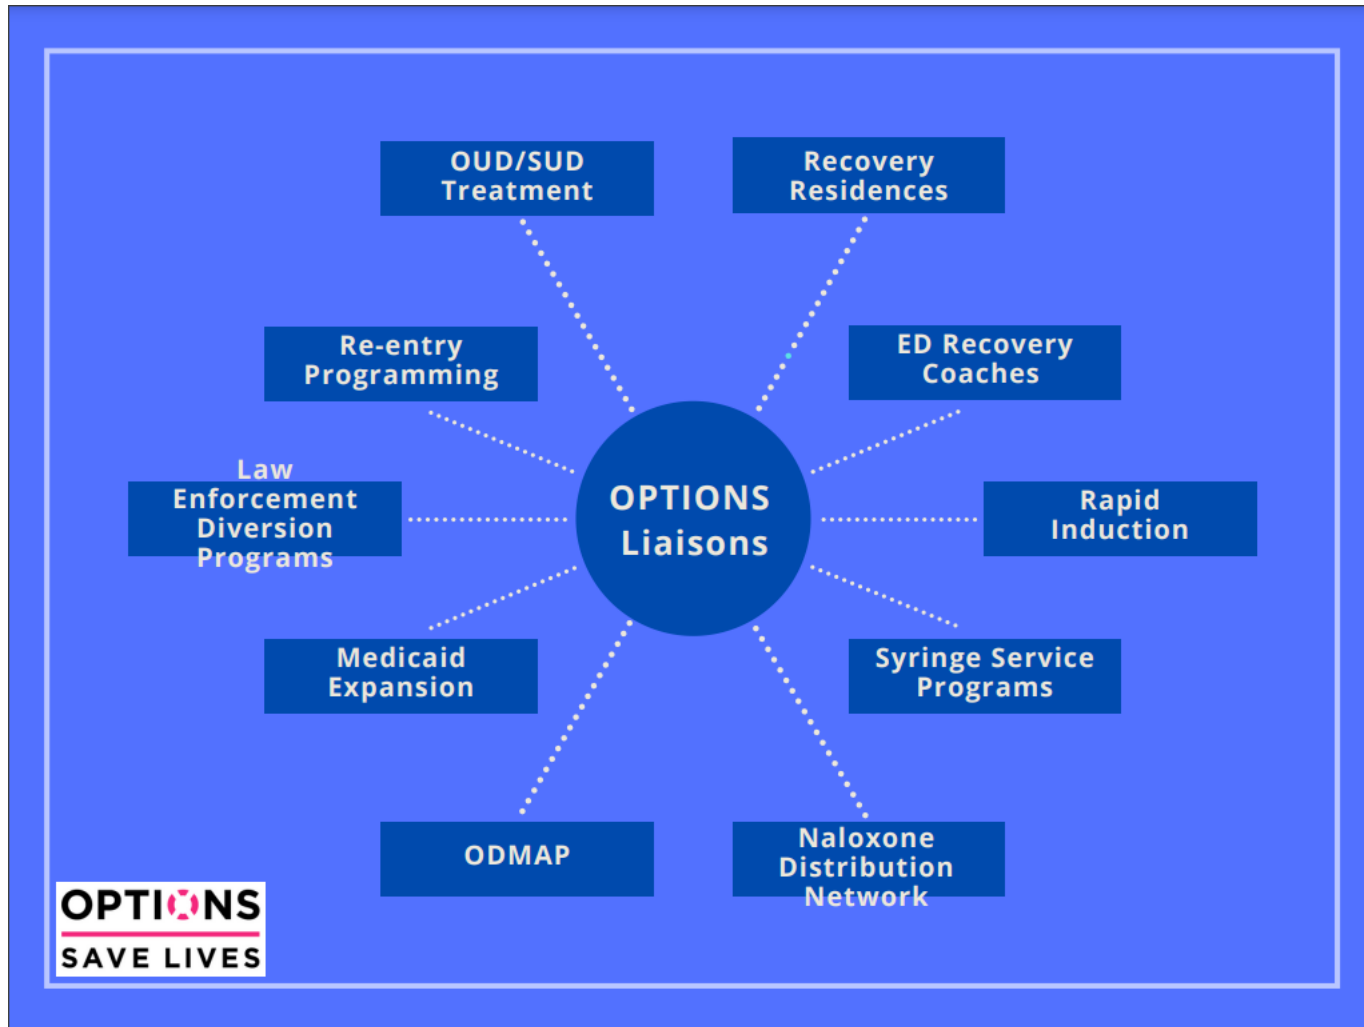 OUD/SUD
Treatment
Recovery
Residences
Re-entry
Programming
ED Recovery
Coaches
Law
Enforcement
Diversion
Programs
OPTIONS
Liaisons
Rapid
Induction
Medicaid
Expansion
Syringe Service
Programs
ODMAP
Naloxone
Distribution
Network
OPTIONS
SAVE LIVES